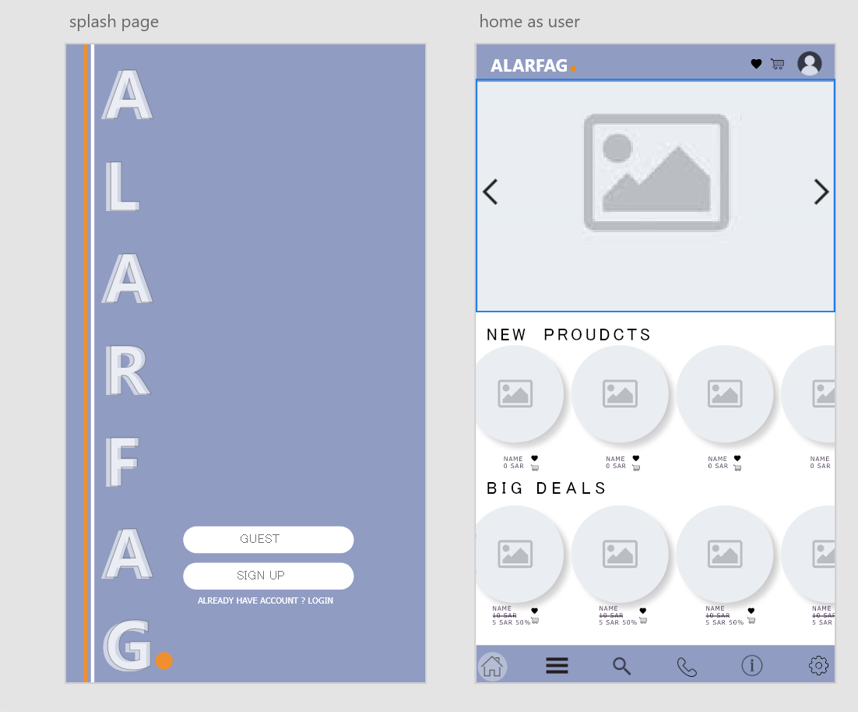 splash page
home as user
A
L
A
R
F
A
G.
GUEST
SIGN UP
ALREADY HAVE ACCOUNT ? LOGIN
ALARFAG.
NEW PROUDCTS
NAME NAME NAME NAME
0 SAR 0 SAR 0 SAR 0 SAR
BIG DEALS
NAME NAME NAME NAME
10 SAR 10 SAR 10 SAR 10 SAR
5 SAR 50% 5 SAR 50% 5 SAR 50% 5 SAR